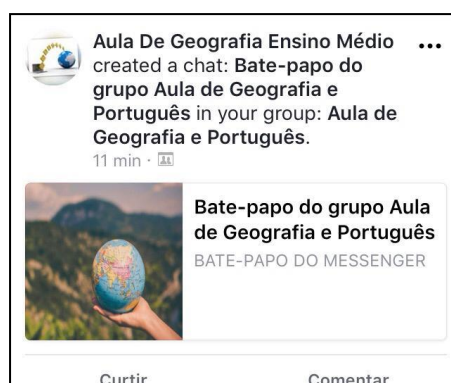 Aula De Geografia Ensino Médio
created a chat: Bate-papo do
grupo Aula de Geografia e
Português in your group: Aula de
Geografia e Português.
11 min ·
Bate-papo do grupo Aula
de Geografia e Português
BATE-PAPO DO MESSENGER
Curtir Comentar